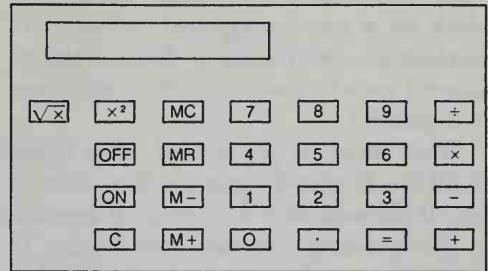 √x x² MC 7 8 9 ÷
OFF MR 4 5 6 ×
ON M− 1 2 3 −
C M+ 0 · = +